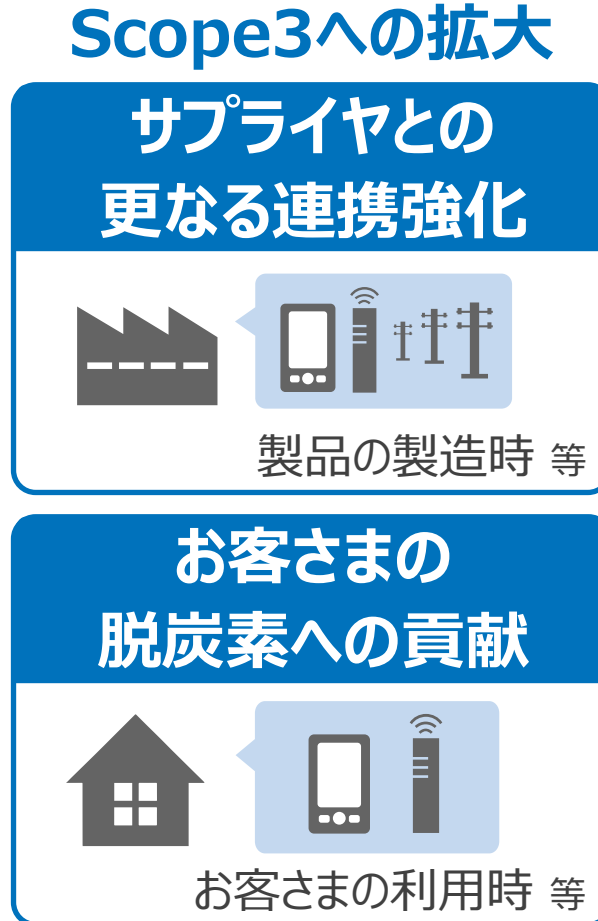 Scope3への拡大
サプライヤとの
更なる連携強化
製品の製造時 等
お客さまの
脱炭素への貢献
お客さまの利用時 等